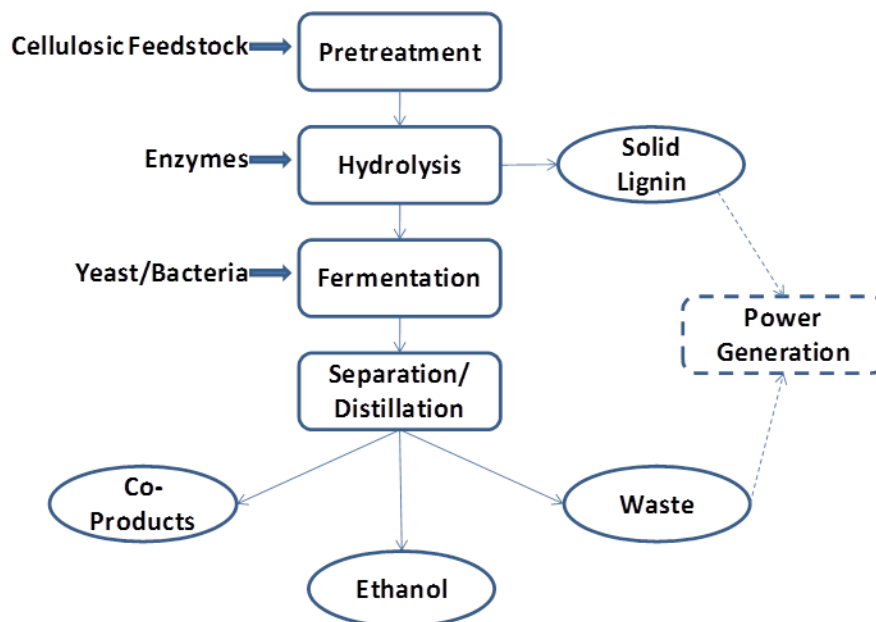 Cellulosic Feedstock
Pretreatment
Enzymes
Hydrolysis
Solid
Lignin
Yeast/Bacteria
Fermentation
Power
Generation
Separation/
Distillation
Co-
Products
Waste
Ethanol